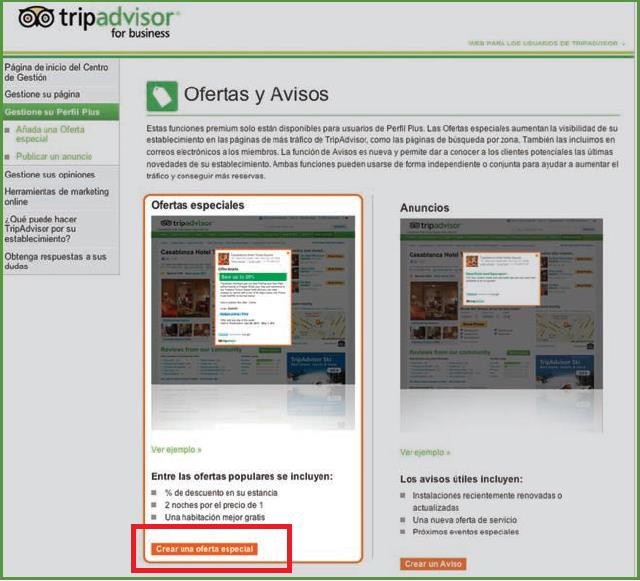 tripadvisor®
for business
WEB PARA LOS USUARIOS DE TRIPADVISOR
Página de inicio del Centro
de Gestión
Gestione su página
Gestione su Perfil Plus
Añada una Oferta
especial
Publicar un anuncio
Gestione sus opiniones
Herramientas de marketing
online
¿Qué puede hacer
TripAdvisor por su
establecimiento?
Obtenga respuestas a sus
dudas
Ofertas y Avisos
Estas funciones premium solo están disponibles para usuarios de Perfil Plus. Las Ofertas especiales aumentan la visibilidad de su
establecimiento en las páginas de más tráfico de TripAdvisor, como las páginas de búsqueda por zona. También las incluimos en
correos electrónicos a los miembros. La función de Avisos es nueva y permite dar a conocer a los clientes potenciales las últimas
novedades de su establecimiento. Ambas funciones pueden usarse de forma independiente o conjunta para ayudar a aumentar el
tráfico y conseguir más reservas.
Ofertas especiales
tripadvisor
Casablanca Hotel
Save up to 20%
Reviews from our community
TripAdvisor Ski
Ver ejemplo »
Entre las ofertas populares se incluyen:
% de descuento en su estancia
2 noches por el precio de 1
Una habitación mejor gratis
Crear una oferta especial
Anuncios
tripadvisor
Casablanca Hotel
Reviews from our community
TripAdvisor Ski
Ver ejemplo »
Los avisos útiles incluyen:
Instalaciones recientemente renovadas o
actualizadas
Una nueva oferta de servicio
Próximos eventos especiales
Crear un Aviso